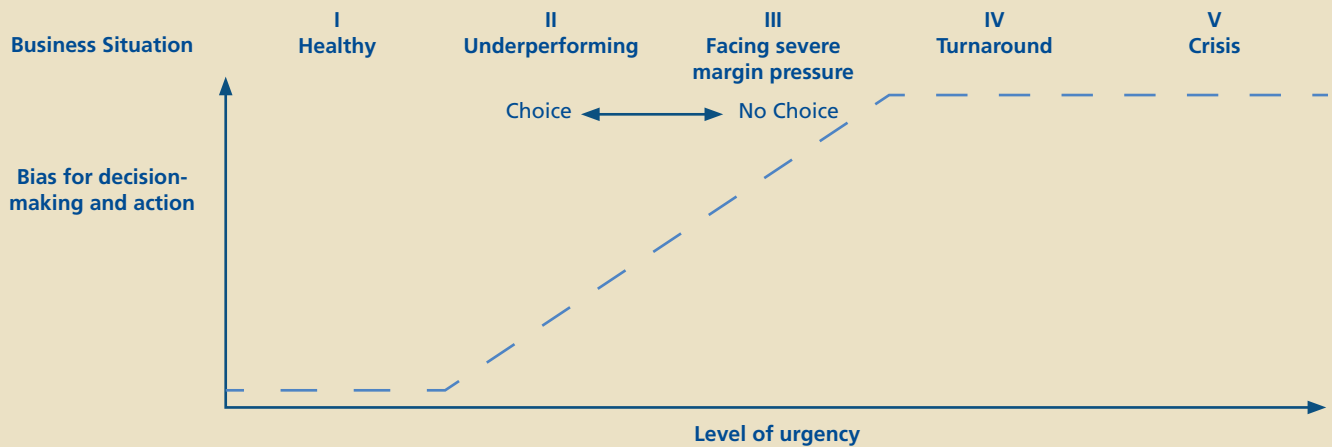 Business Situation
I
Healthy
II
Underperforming
III
Facing severe
margin pressure
IV
Turnaround
V
Crisis
Choice
No Choice
Bias for decision-
making and action
Level of urgency